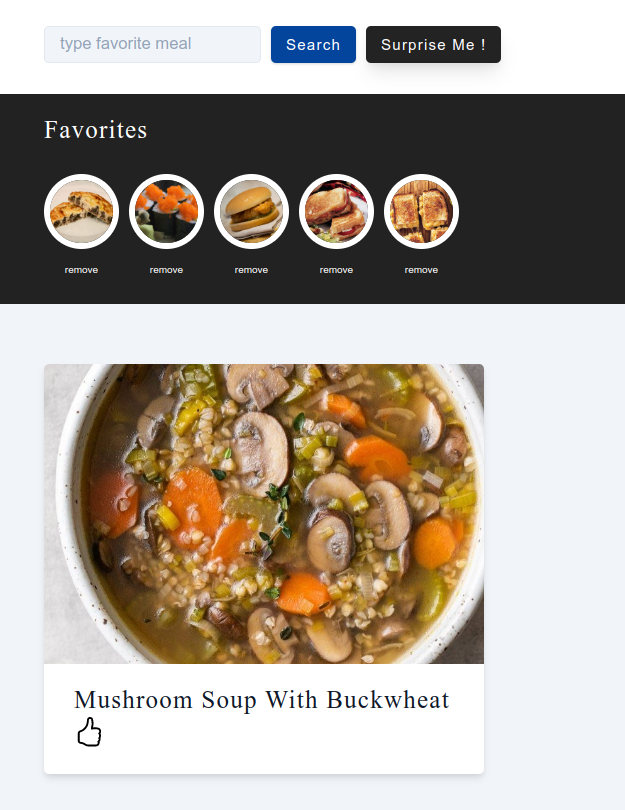 type favorite meal Search Surprise Me !
Favorites
remove remove remove remove remove
Mushroom Soup With Buckwheat